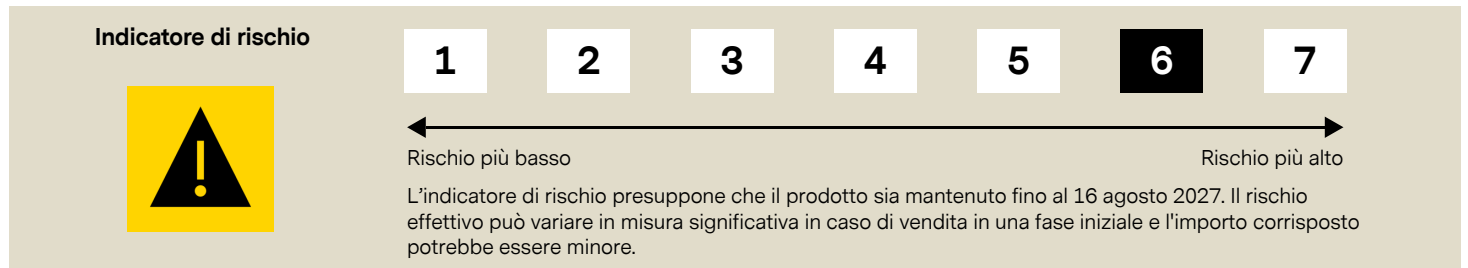 Indicatore di rischio
1 2 3 4 5 6 7
Rischio più basso Rischio più alto
L’indicatore di rischio presuppone che il prodotto sia mantenuto fino al 16 agosto 2027. Il rischio
effettivo può variare in misura significativa in caso di vendita in una fase iniziale e l'importo corrisposto
potrebbe essere minore.